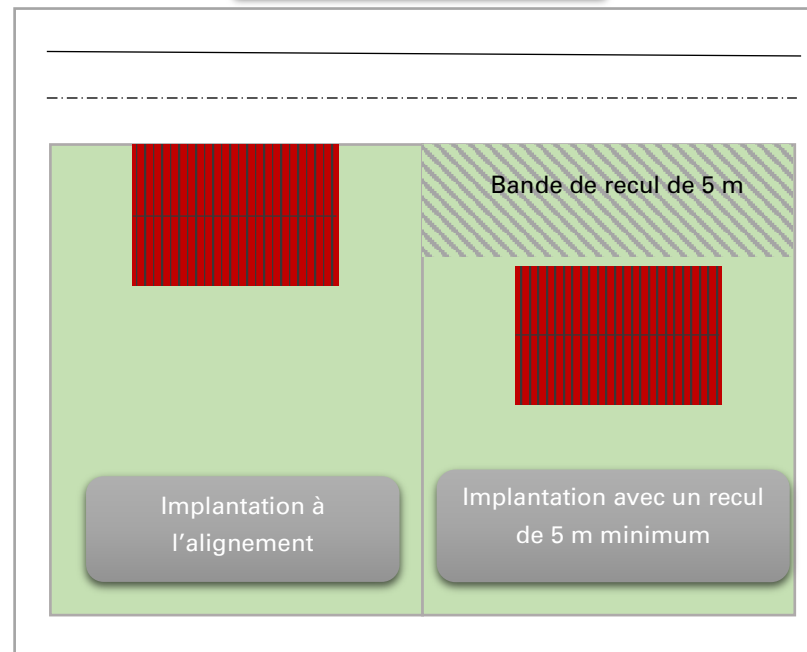 Bande de recul de 5 m
Implantation à
l’alignement
Implantation avec un recul
de 5 m minimum